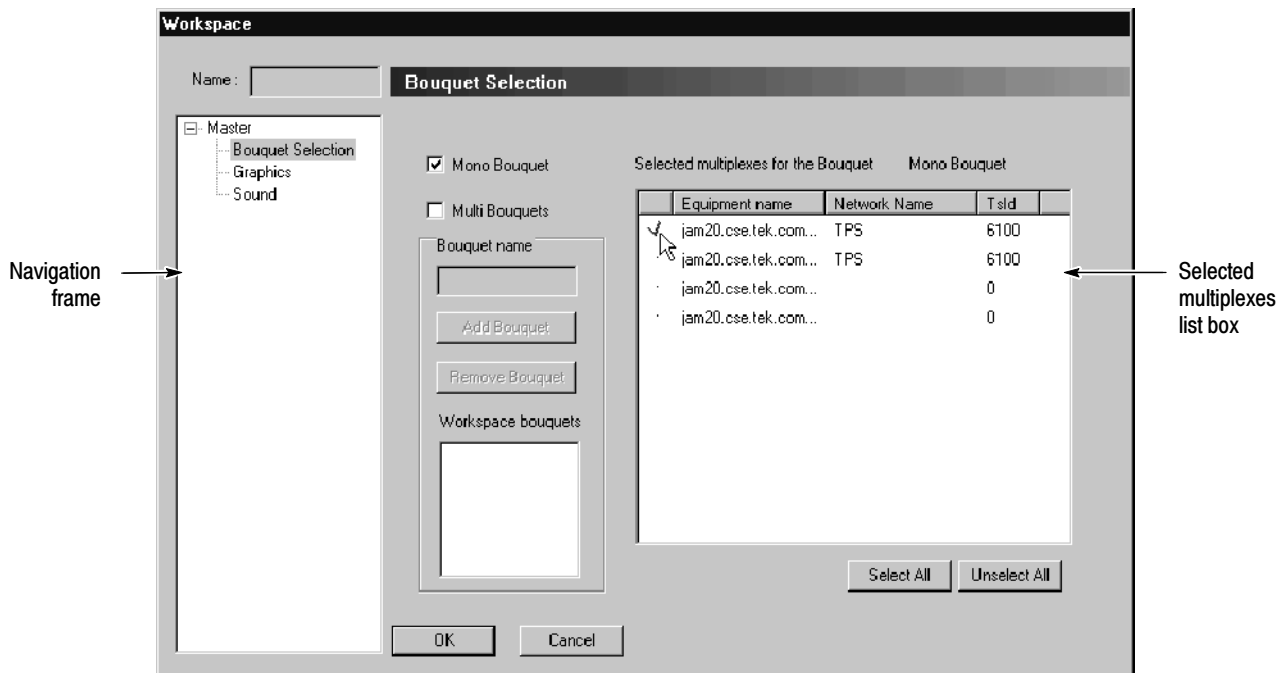 Workspace
Name :
Bouquet Selection
Master
Bouquet Selection
Graphics
Sound
Mono Bouquet
Multi Bouquets
Bouquet name
Add Bouquet
Remove Bouquet
Workspace bouquets
Selected multiplexes for the Bouquet Mono Bouquet
Equipment name Network Name TsId
jam20.cse.tek.com... TPS 6100
jam20.cse.tek.com... TPS 6100
jam20.cse.tek.com... 0
jam20.cse.tek.com... 0
Select All Unselect All
OK Cancel
Navigation
frame
Selected
multiplexes
list box